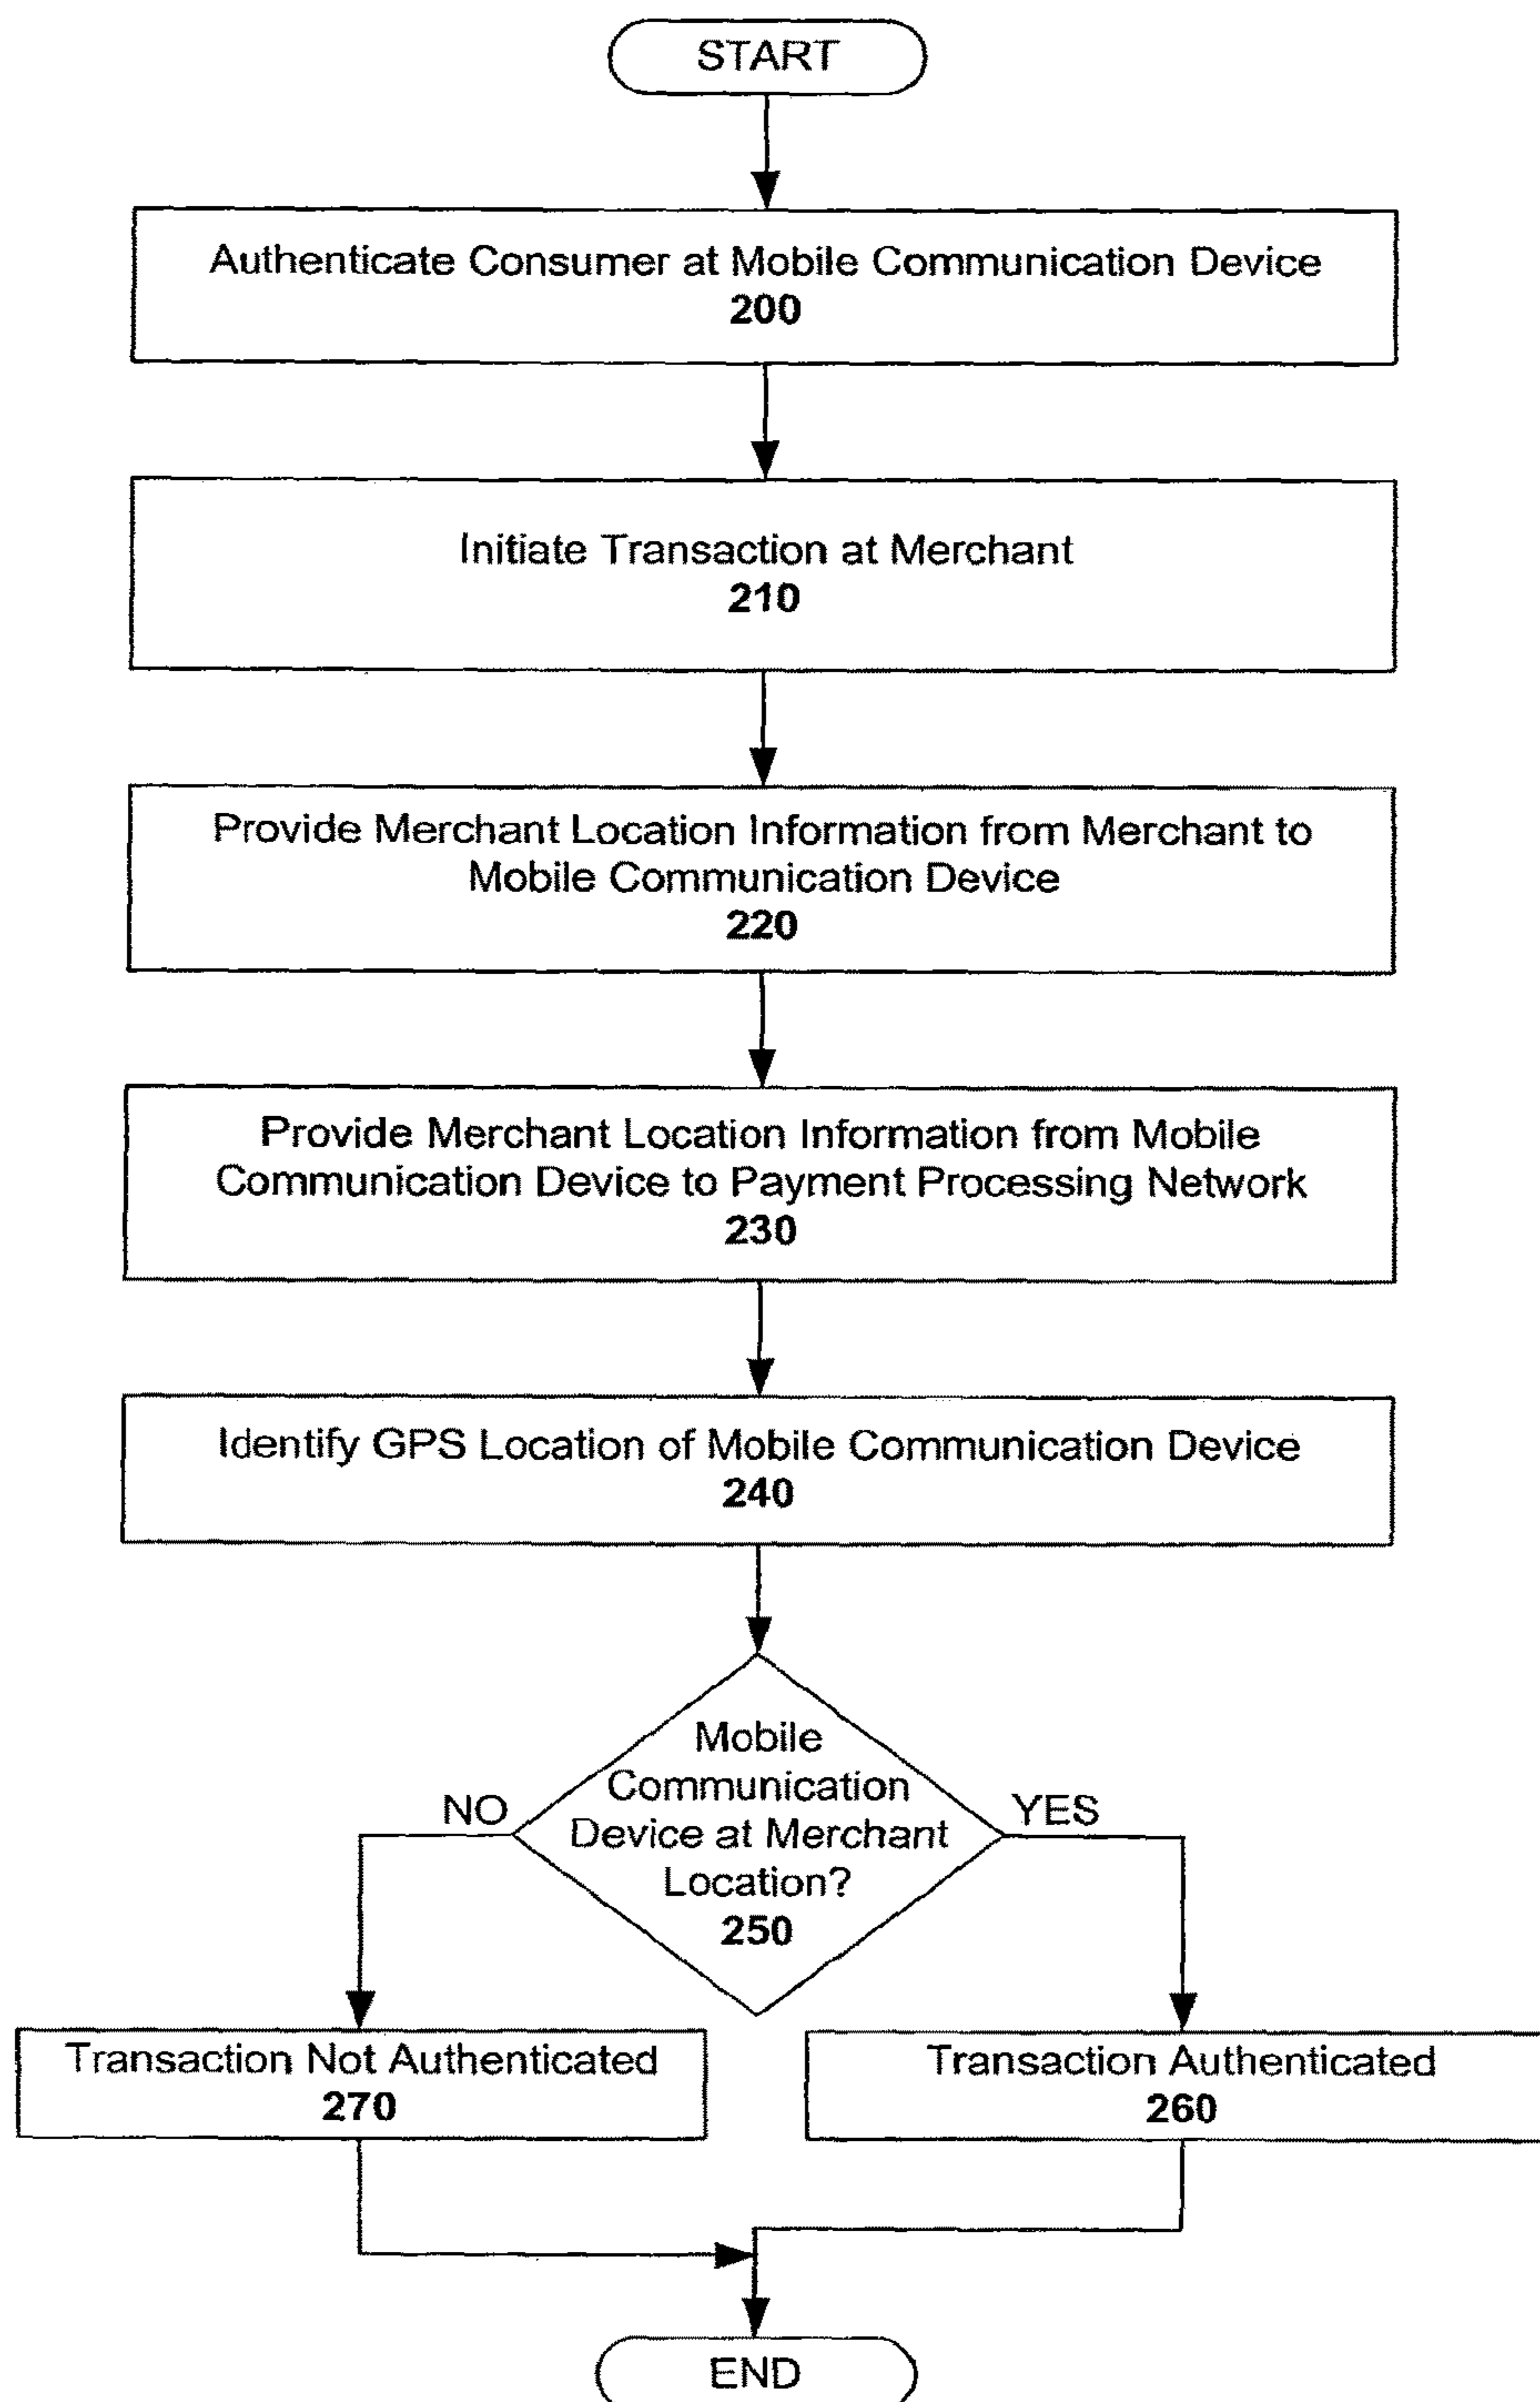 START
Authenticate Consumer at Mobile Communication Device
200
Initiate Transaction at Merchant
210
Provide Merchant Location Information from Merchant to
Mobile Communication Device
220
Provide Merchant Location Information from Mobile
Communication Device to Payment Processing Network
230
Identify GPS Location of Mobile Communication Device
240
Mobile
Communication
Device at Merchant
Location?
250
NO
YES
Transaction Not Authenticated
270
Transaction Authenticated
260
END